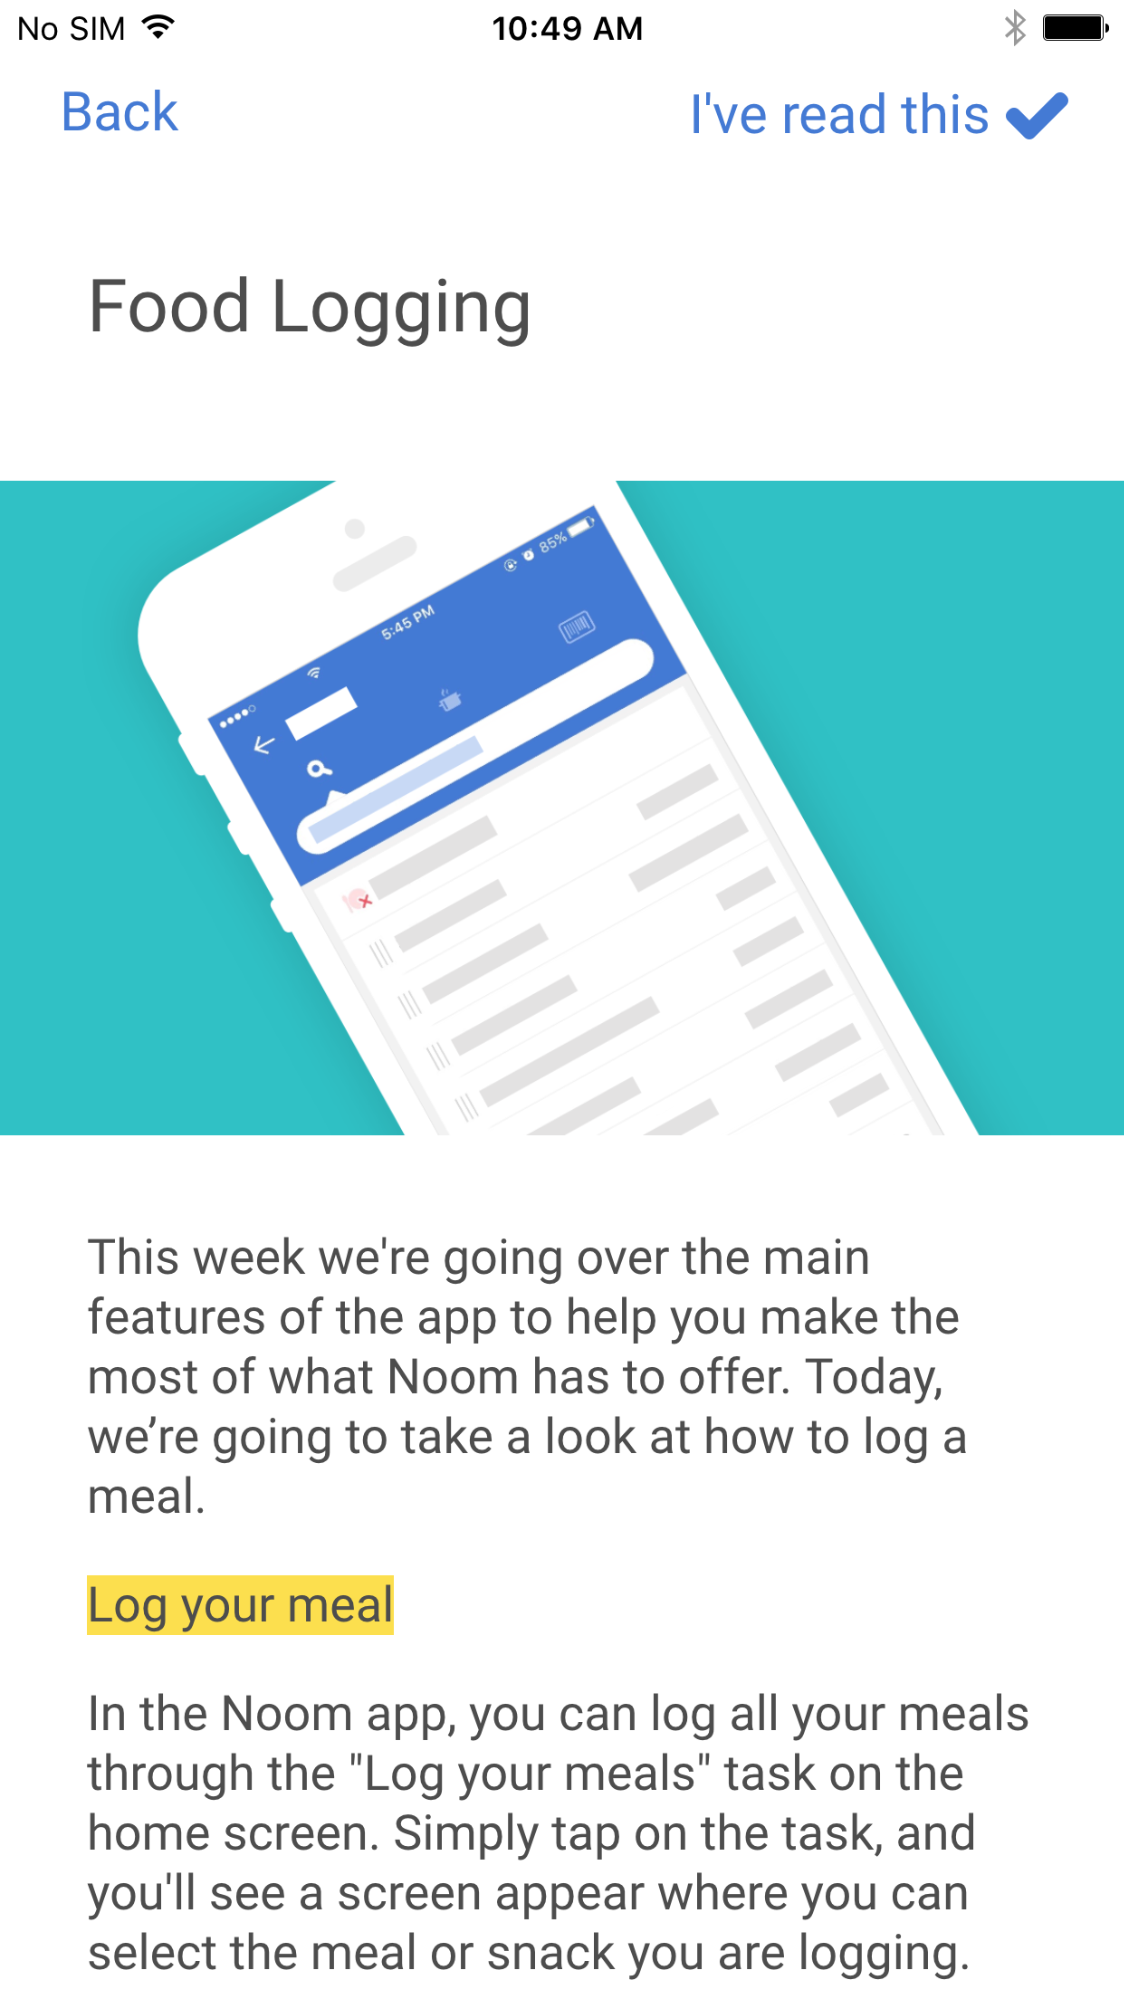 No SIM
10:49 AM
Back
I've read this
Food Logging
85%
5:45 PM
This week we're going over the main
features of the app to help you make the
most of what Noom has to offer. Today,
we’re going to take a look at how to log a
meal.
Log your meal
In the Noom app, you can log all your meals
through the "Log your meals" task on the
home screen. Simply tap on the task, and
you'll see a screen appear where you can
select the meal or snack you are logging.